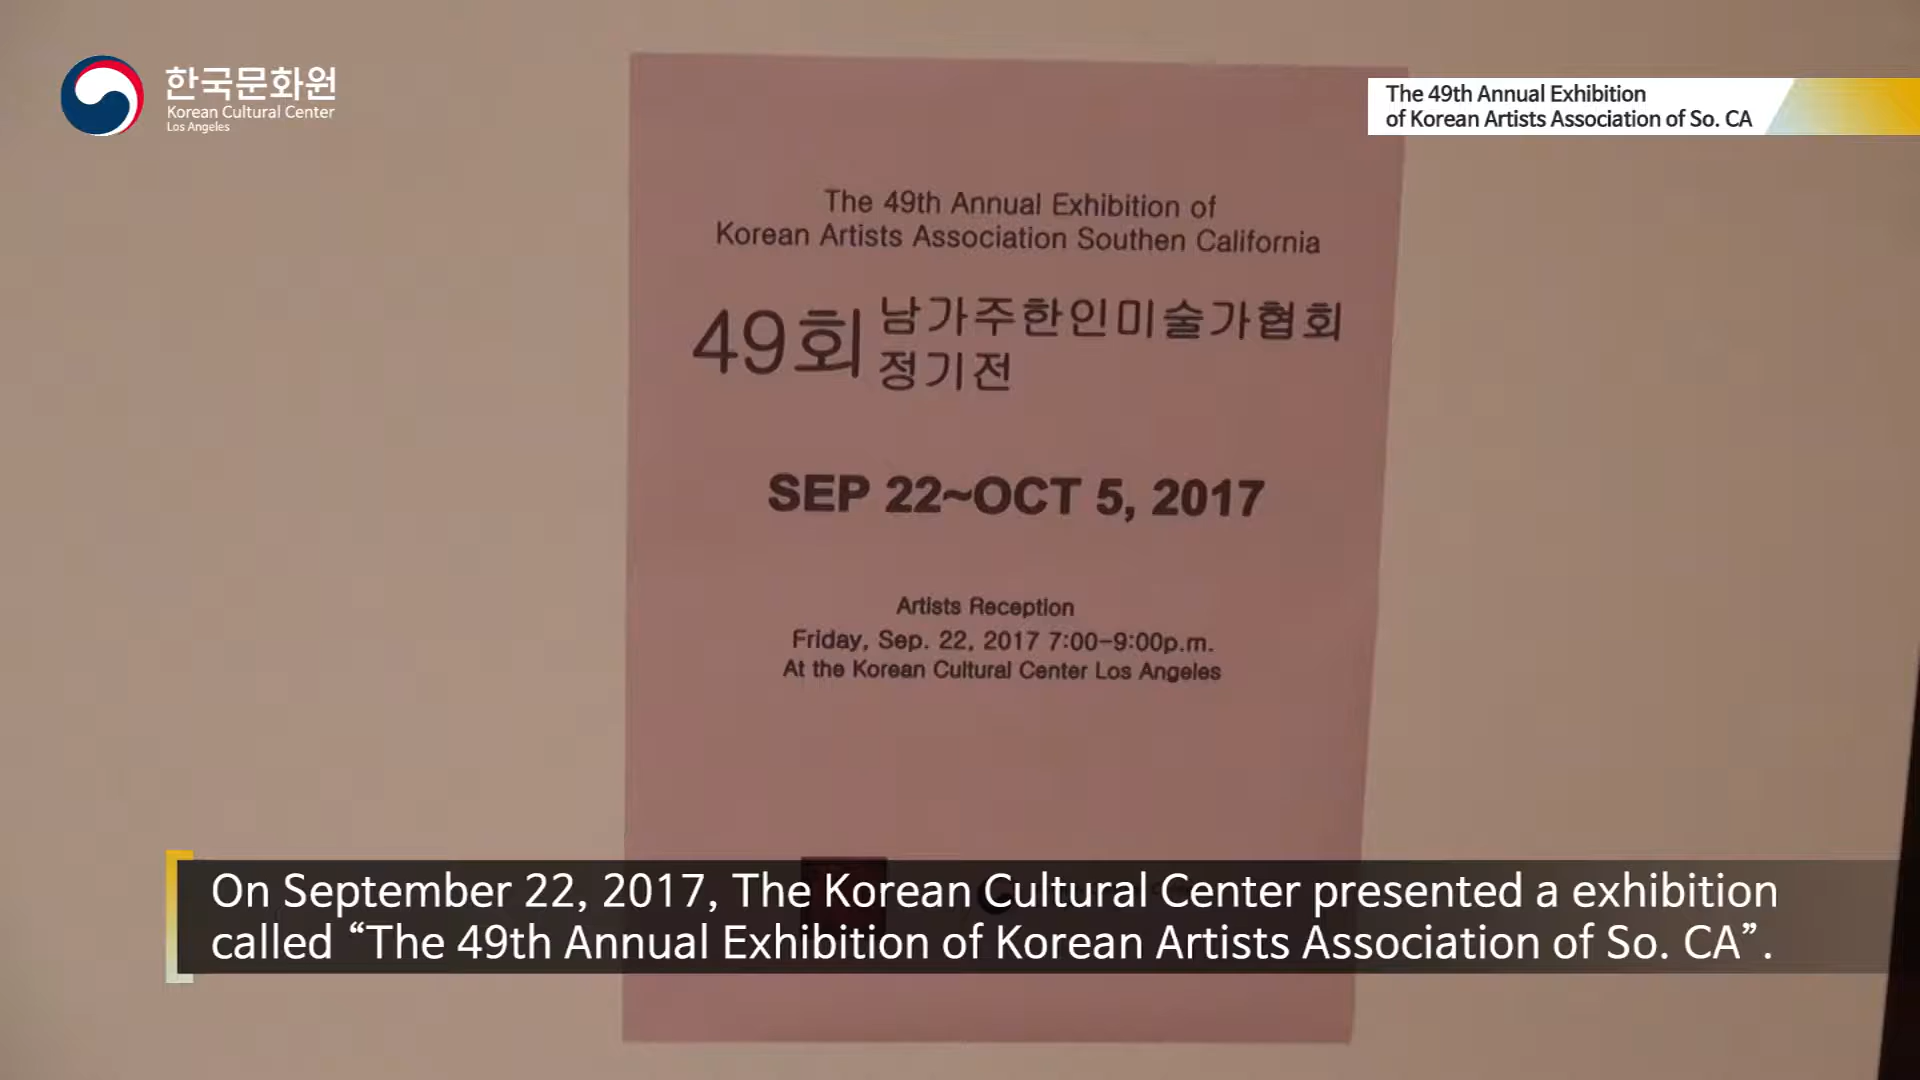 한국문화원
Korean Cultural Center
Los Angeles
The 49th Annual Exhibition
of Korean Artists Association of So. CA
The 49th Annual Exhibition of
Korean Artists Association Southen California
49회 남가주한인미술가협회
정기전
SEP 22~OCT 5, 2017
Artists Reception
Friday, Sep. 22, 2017 7:00-9:00p.m.
At the Korean Cultural Center Los Angeles
On September 22, 2017, The Korean Cultural Center presented a exhibition
called “The 49th Annual Exhibition of Korean Artists Association of So. CA”.